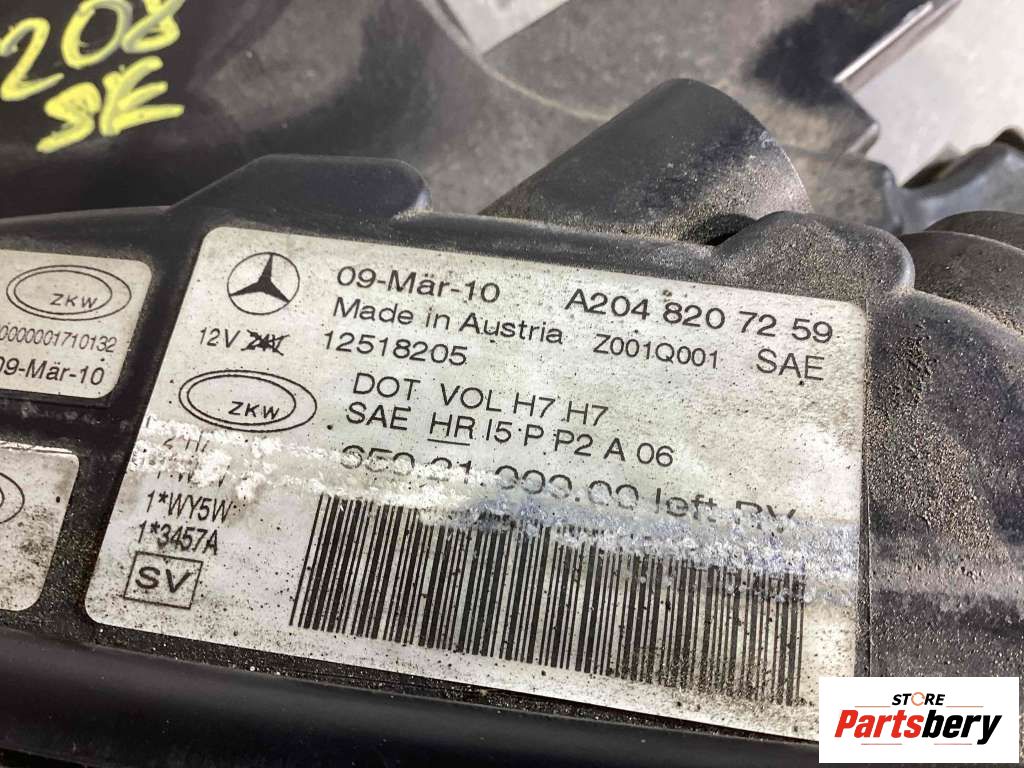 208
SE
ZKW
0000001710132
09-Mär-10
09-Mär-10 A204 820 72 59
Made in Austria Z001Q001 SAE
12V 24V 12518205
ZKW
DOT VOL H7 H7
SAE HR I5 P P2 A 06
left
1*WY5W
1*3457A
SV
STORE
Partsbery